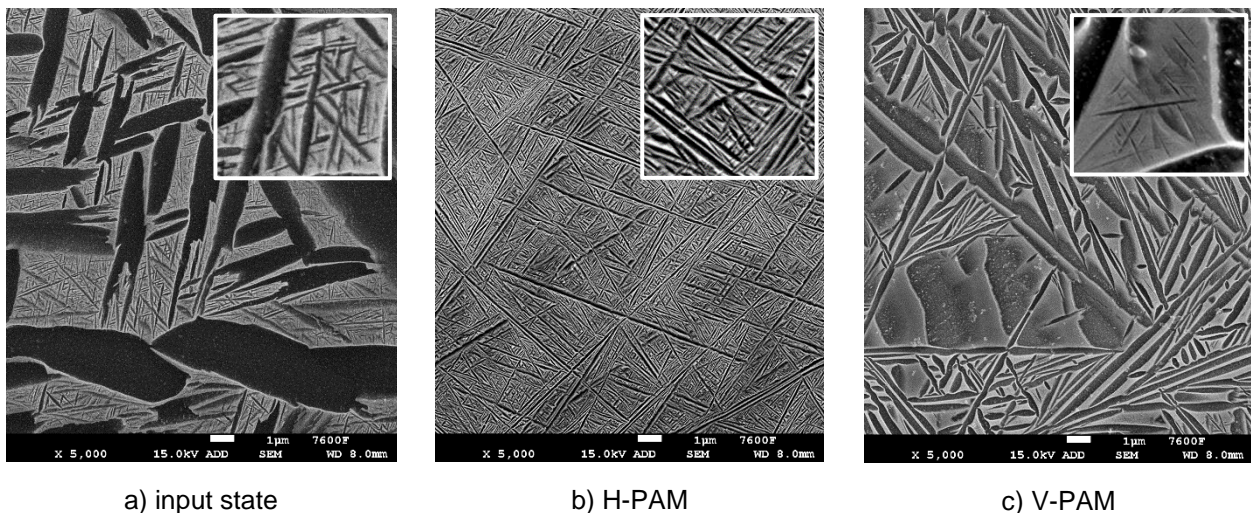 1µm 7600F
X 5,000 15.0kV ADD SEM WD 8.0mm
1µm 7600F
X 5,000 15.0kV ADD SEM WD 8.0mm
1µm 7600F
X 5,000 15.0kV ADD SEM WD 8.0mm
a) input state
b) H-PAM
c) V-PAM